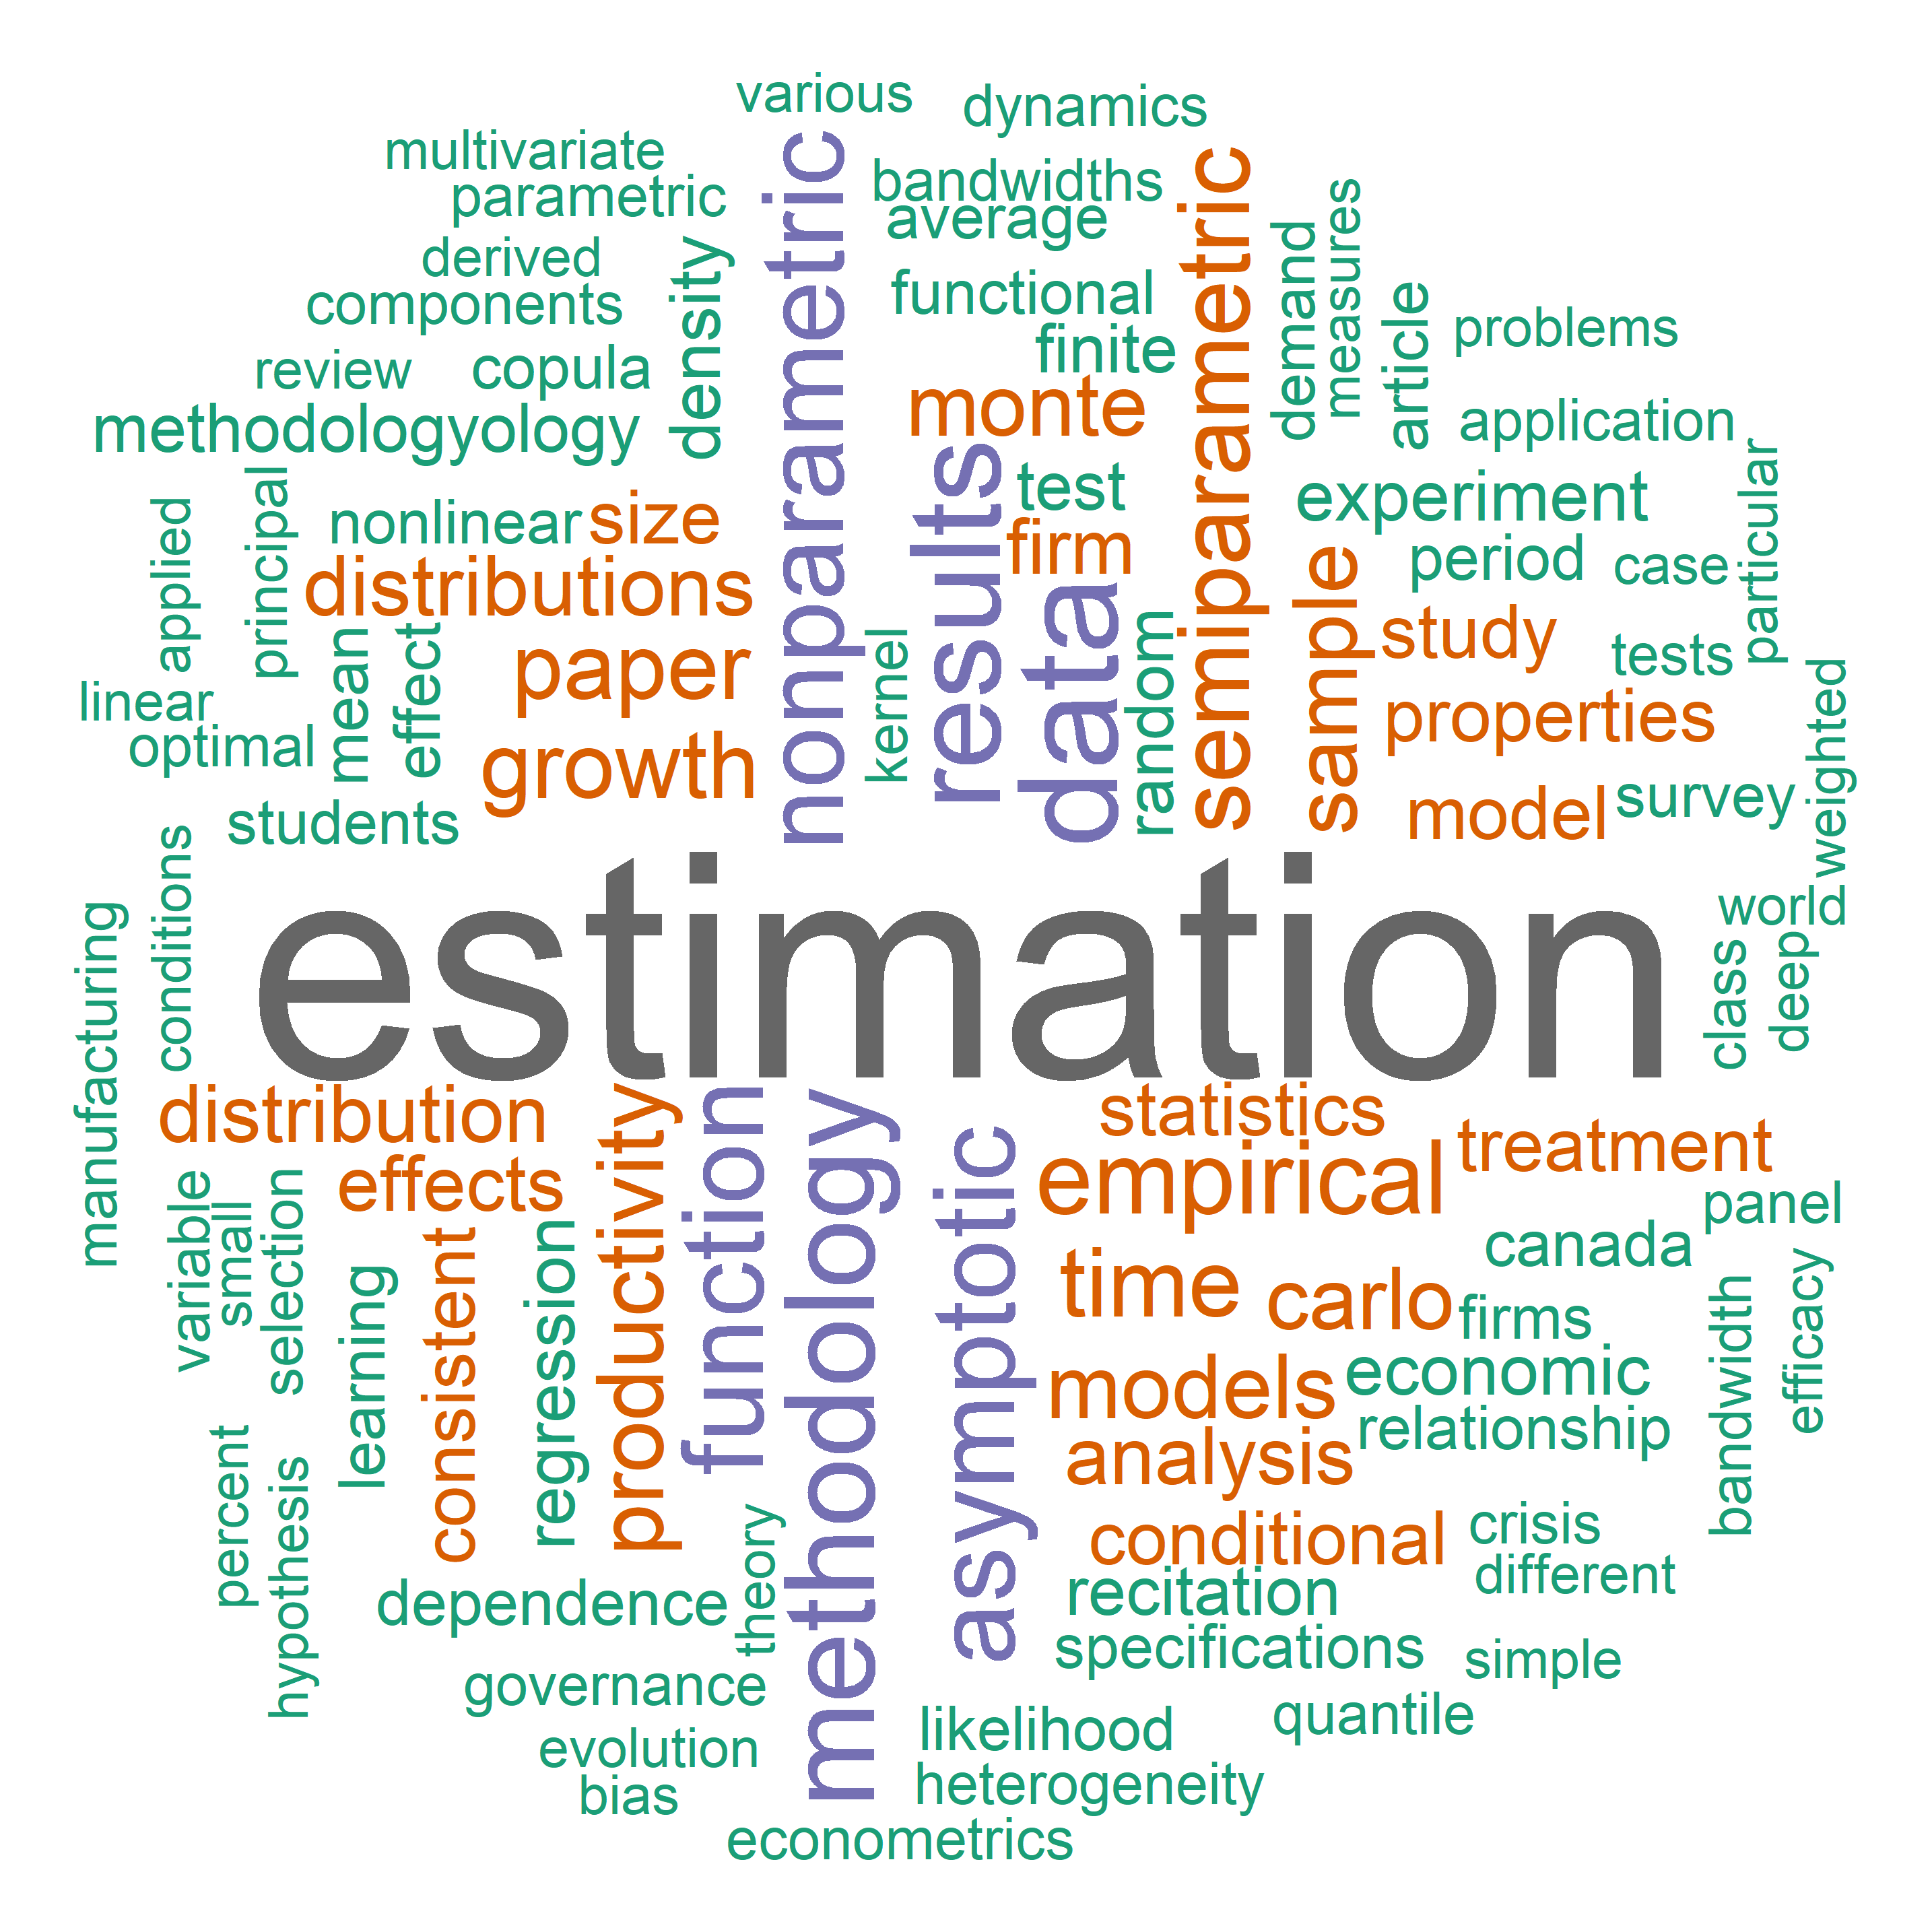 various
dynamics
multivariate
bandwidths
parametric
average
nonparametric
semiparametric
measures
demand
derived
density
functional
components
article
problems
finite
review
copula
monte
application
methodologyology
results
test
experiment
particular
principal
applied
nonlinear
size
firm
period
case
distributions
data
sample
study
tests
mean
effect
paper
kernel
random
properties
weighted
linear
optimal
growth
model
survey
students
conditions
estimation
world
class
deep
manufacturing
distribution
productivity
function
methodology
asymptotic
statistics
empirical
treatment
effects
variable
small
selection
panel
canada
consistent
regression
learning
time
carlo
firms
bandwidth
efficacy
models
economic
relationship
analysis
percent
hypothesis
conditional
crisis
different
dependence
theory
recitation
specifications
simple
governance
quantile
likelihood
evolution
heterogeneity
bias
econometrics